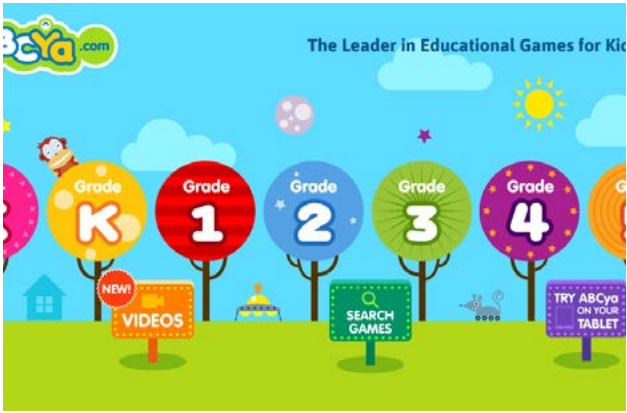 BCYa.com
The Leader in Educational Games for Kid
Grade
K
Grade
1
Grade
2
Grade
3
Grade
4
NEW!
VIDEOS
SEARCH
GAMES
TRY ABCya
ON YOUR
TABLET